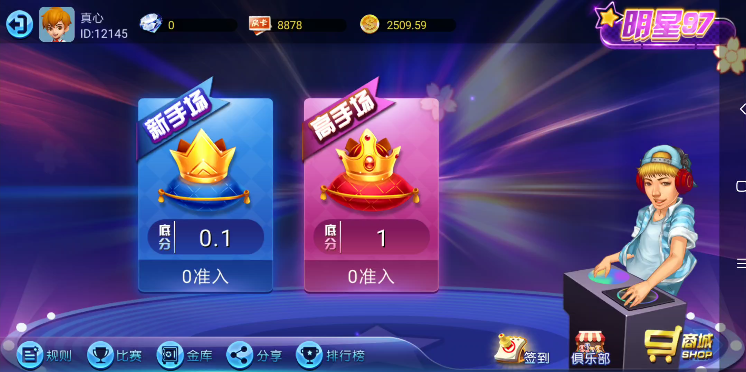 真心
ID:12145
0
房卡
8878
2509.59
明星97
新手场
底分
0.1
0准入
高手场
底分
1
0准入
规则
比赛
金库
分享
排行榜
签到
俱乐部
商城
SHOP